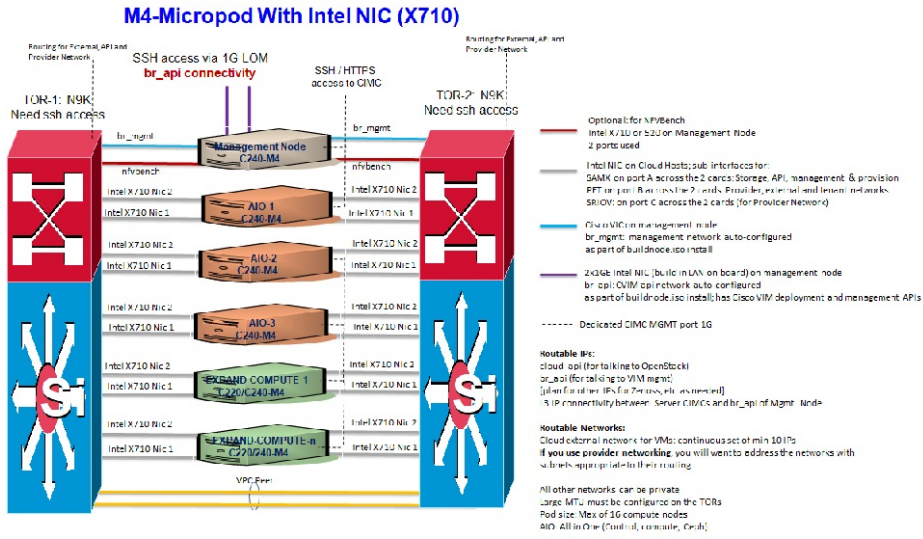 M4-Micropod With Intel NIC (X710)
Routing for External, API and
Provider Network
SSH access via 1G LOM
br_api connectivity
SSH / HTTPS
access to CIMC
Routing for External, API and
Provider Network
TOR-1: N9K
Need ssh access
TOR-2: N9K
Need ssh access
br_mgmt
br_mgmt
Management Node
C240-M4
nfvbench
nfvbench
Intel X710 Nic 2
Intel X710 Nic 2
AIO-1
C240-M4
Intel X710 Nic 1
Intel X710 Nic 1
Intel X710 Nic 2
Intel X710 Nic 2
AIO-2
C240-M4
Intel X710 Nic 1
Intel X710 Nic 1
Intel X710 Nic 2
Intel X710 Nic 2
AIO-3
C240-M4
Intel X710 Nic 1
Intel X710 Nic 1
Intel X710 Nic 2
Intel X710 Nic 2
EXPAND COMPUTE-1
C220/C240-M4
Intel X710 Nic 1
Intel X710 Nic 1
Intel X710 Nic 2
Intel X710 Nic 2
EXPAND-COMPUTE-n
C220/240-M4
Intel X710 Nic 1
Intel X710 Nic 1
Si
Si
VPC Peer
Optional: for NFVBench
Intel X710 or 520 on Management Node
2 ports used
Intel NIC on Cloud Hosts; sub interfaces for:
SAMX on port A across the 2 cards: Storage, API, management & provision
PET on port B across the 2 cards: Provider, external and tenant networks
SRIOV: on port C across the 2 cards (for Provider Network)
Cisco VIC on management node
br_mgmt: management network auto-configured
as part of buildnode.iso install
2x1GE Intel NIC (build in LAN on board) on management node
br_api: CVIM api network auto configured
as part of buildnode.iso install; has Cisco VIM deployment and management APIs
Dedicated CIMC MGMT port 1G
Routable IPs:
cloud_api (for talking to OpenStack)
br_api (for talking to VIM mgmt)
(plan for other IPs for Zenoss, etc as needed)
L3 IP connectivity between Server CIMCs and br_api of Mgmt. Node
Routable Networks:
Cloud external network for VMs: continuous set of min 10 IPs
If you use provider networking, you will want to address the networks with
subnets appropriate to their routing
All other networks can be private
Large MTU must be configured on the TORs
Pod size: Max of 16 compute nodes
AIO: All in One (Control, compute, Ceph)